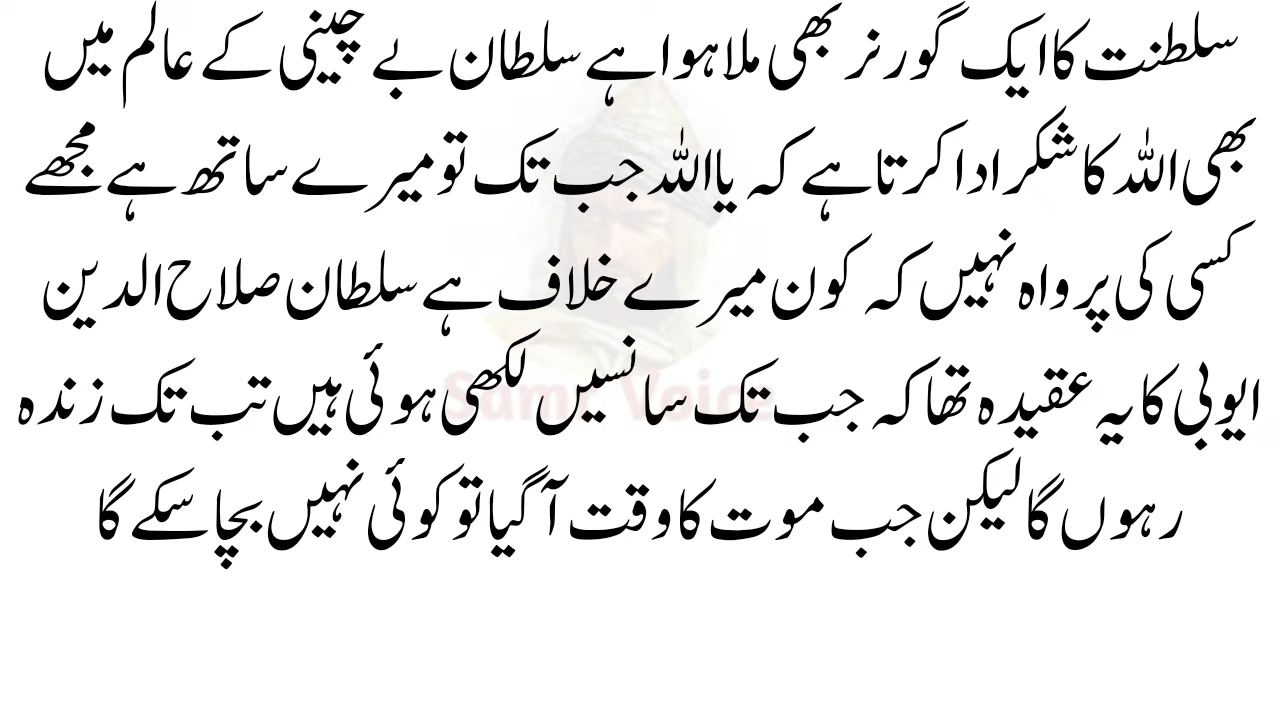 سلطنت کا ایک گورنر بھی ملا ہوا ہے سلطان بے چینی کے عالم میں
بھی اللہ کا شکر ادا کرتا ہے کہ یا اللہ جب تک تو میرے ساتھ ہے مجھے
کسی کی پرواہ نہیں کہ کون میرے خلاف ہے سلطان صلاح الدین
ایوبی کا یہ عقیدہ تھا کہ جب تک سانسیں لکھی ہوئی ہیں تب تک زندہ
Sami Voice
رہوں گا لیکن جب موت کا وقت آ گیا تو کوئی نہیں بچا سکے گا